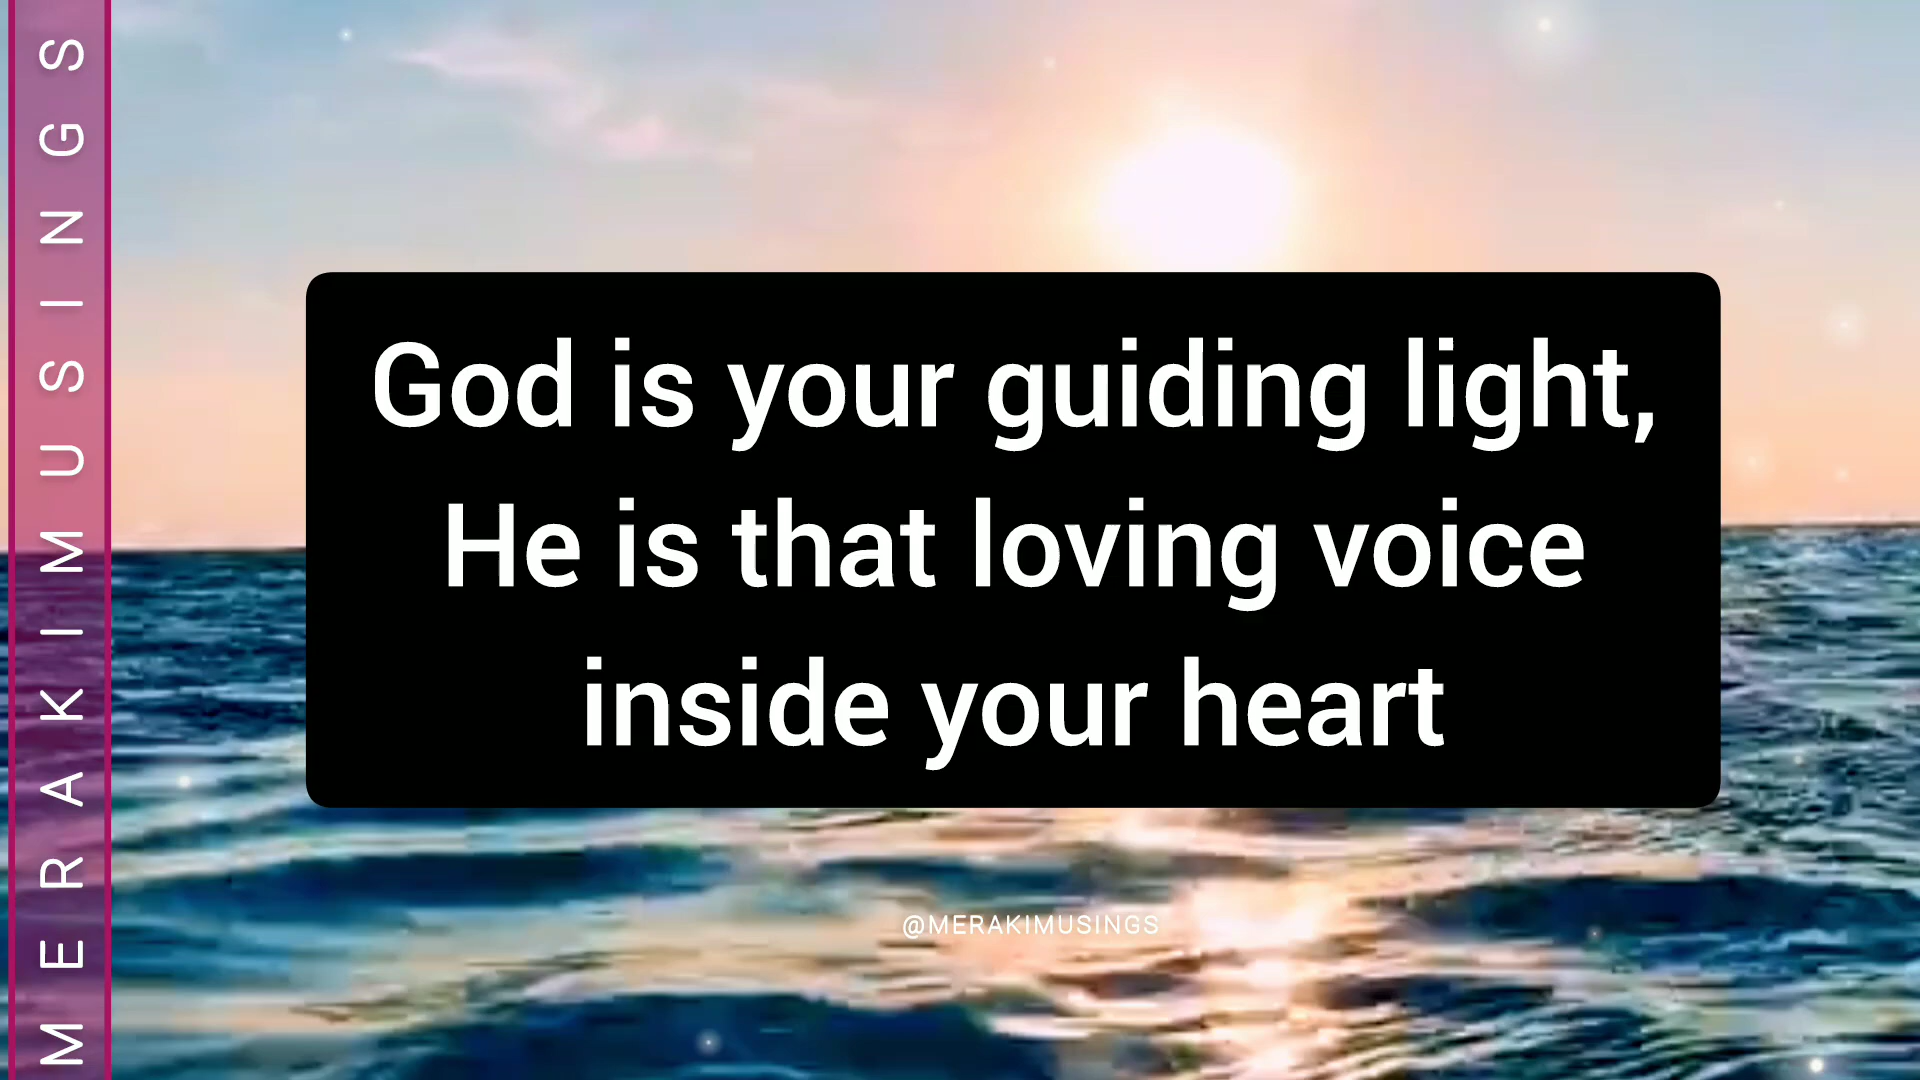 MERAKIMUSINGS
God is your guiding light,
He is that loving voice
inside your heart
@MERAKIMUSINGS